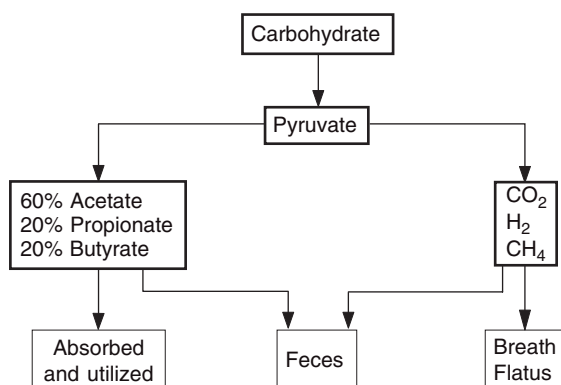 Carbohydrate
Pyruvate
60% Acetate
20% Propionate
20% Butyrate
CO₂
H₂
CH₄
Absorbed
and utilized
Feces
Breath
Flatus